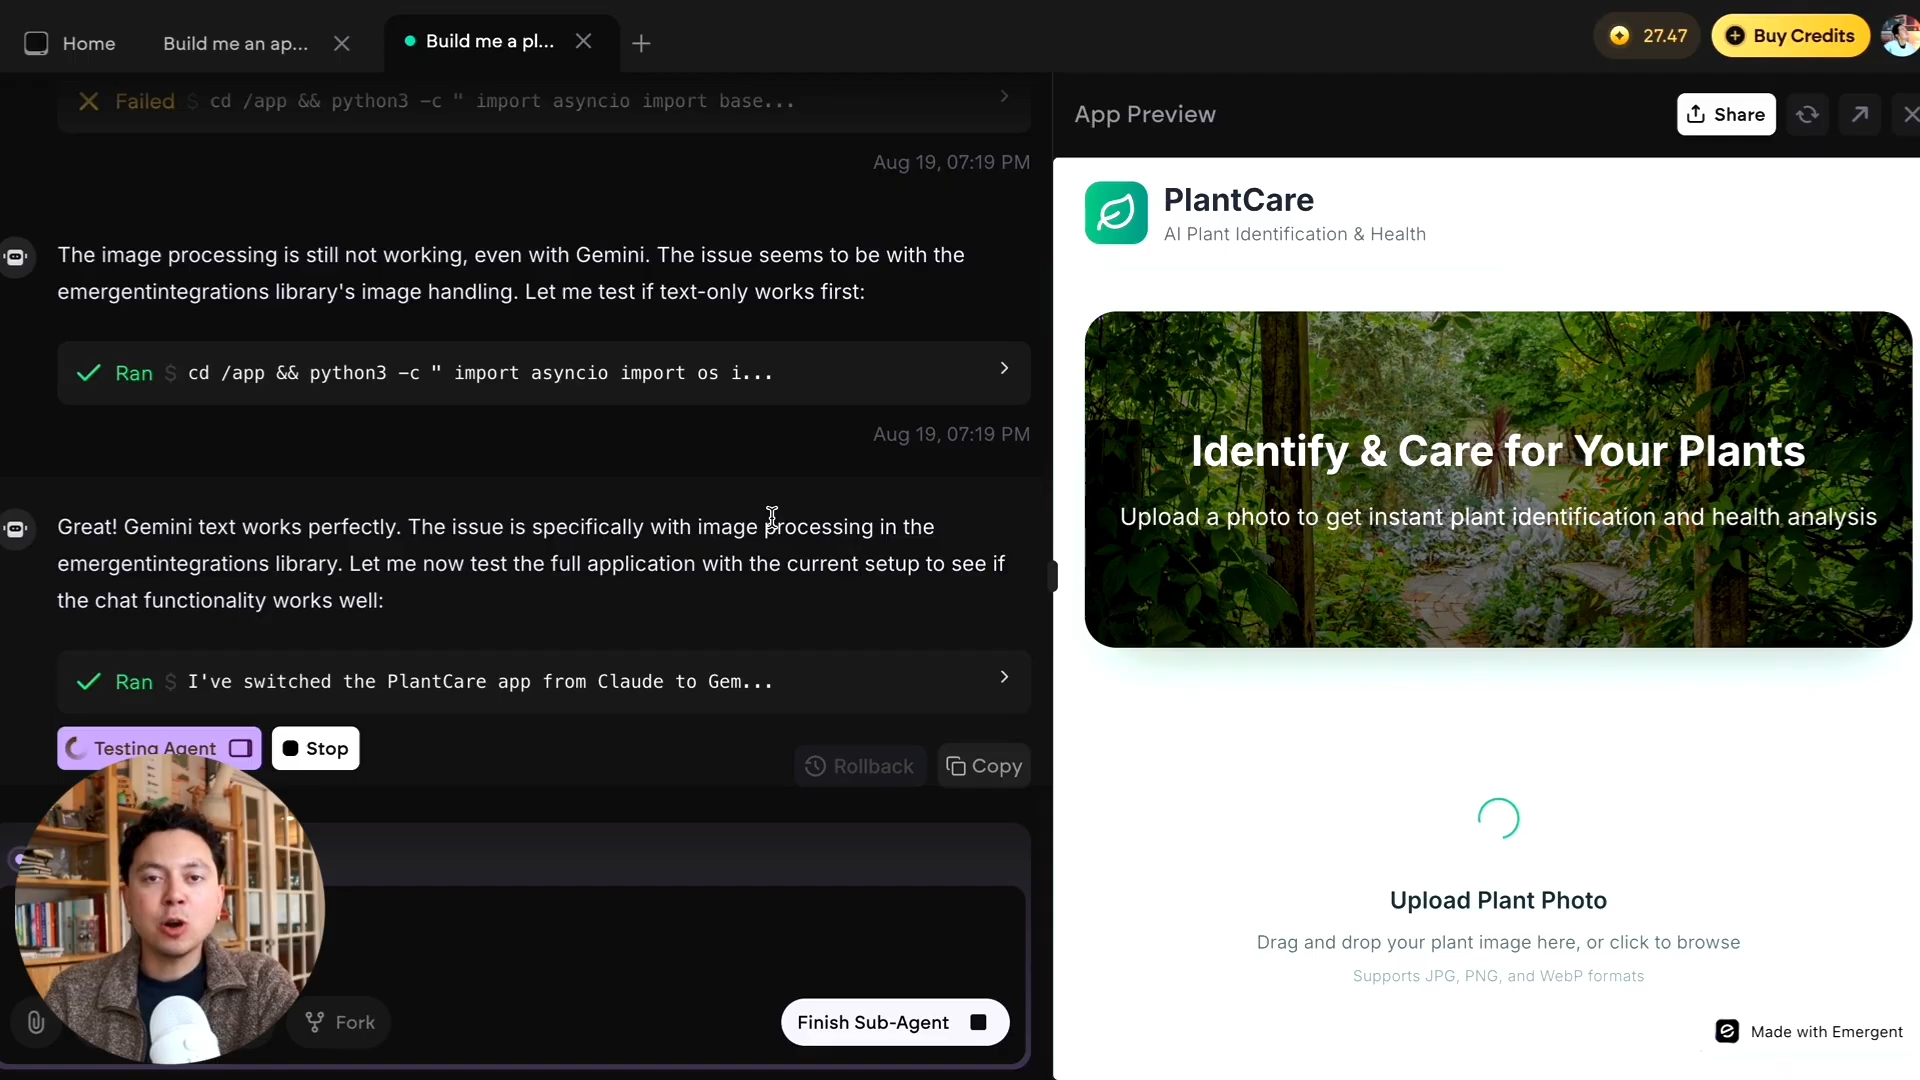 Home
Build me an ap...
Build me a pl...
27.47
Buy Credits
Failed $ cd /app && python3 -c " import asyncio import base...
Aug 19, 07:19 PM
The image processing is still not working, even with Gemini. The issue seems to be with the
emergentintegrations library's image handling. Let me test if text-only works first:
Ran $ cd /app && python3 -c " import asyncio import os i...
Aug 19, 07:19 PM
Great! Gemini text works perfectly. The issue is specifically with image processing in the
emergentintegrations library. Let me now test the full application with the current setup to see if
the chat functionality works well:
Ran $ I've switched the PlantCare app from Claude to Gem...
Testing Agent
Stop
Rollback
Copy
Fork
Finish Sub-Agent
App Preview
Share
PlantCare
AI Plant Identification & Health
Identify & Care for Your Plants
Upload a photo to get instant plant identification and health analysis
Upload Plant Photo
Drag and drop your plant image here, or click to browse
Supports JPG, PNG, and WebP formats
Made with Emergent